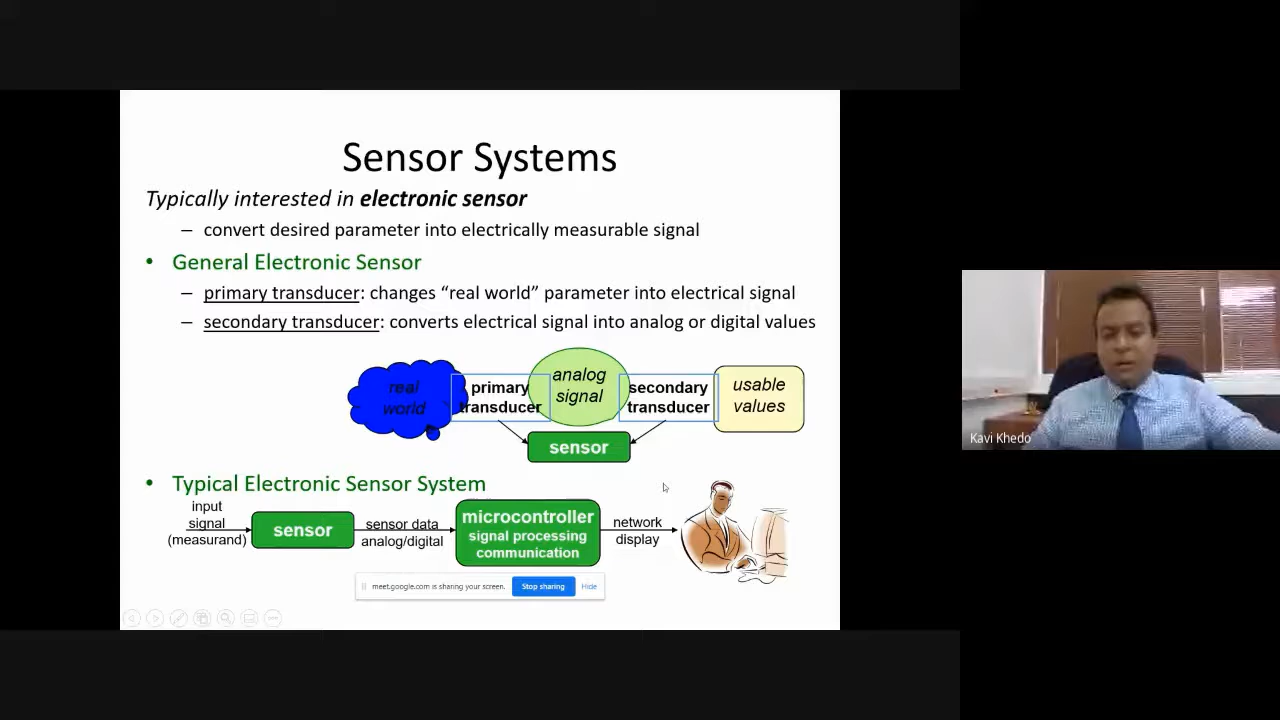 Sensor Systems
Typically interested in electronic sensor
– convert desired parameter into electrically measurable signal
• General Electronic Sensor
– primary transducer: changes “real world” parameter into electrical signal
– secondary transducer: converts electrical signal into analog or digital values
real
world
primary
transducer
analog
signal
secondary
transducer
usable
values
sensor
• Typical Electronic Sensor System
input
signal
(measurand)
sensor
sensor data
analog/digital
microcontroller
signal processing
communication
network
display
meet.google.com is sharing your screen.
Stop sharing
Hide
Kavi Khedo